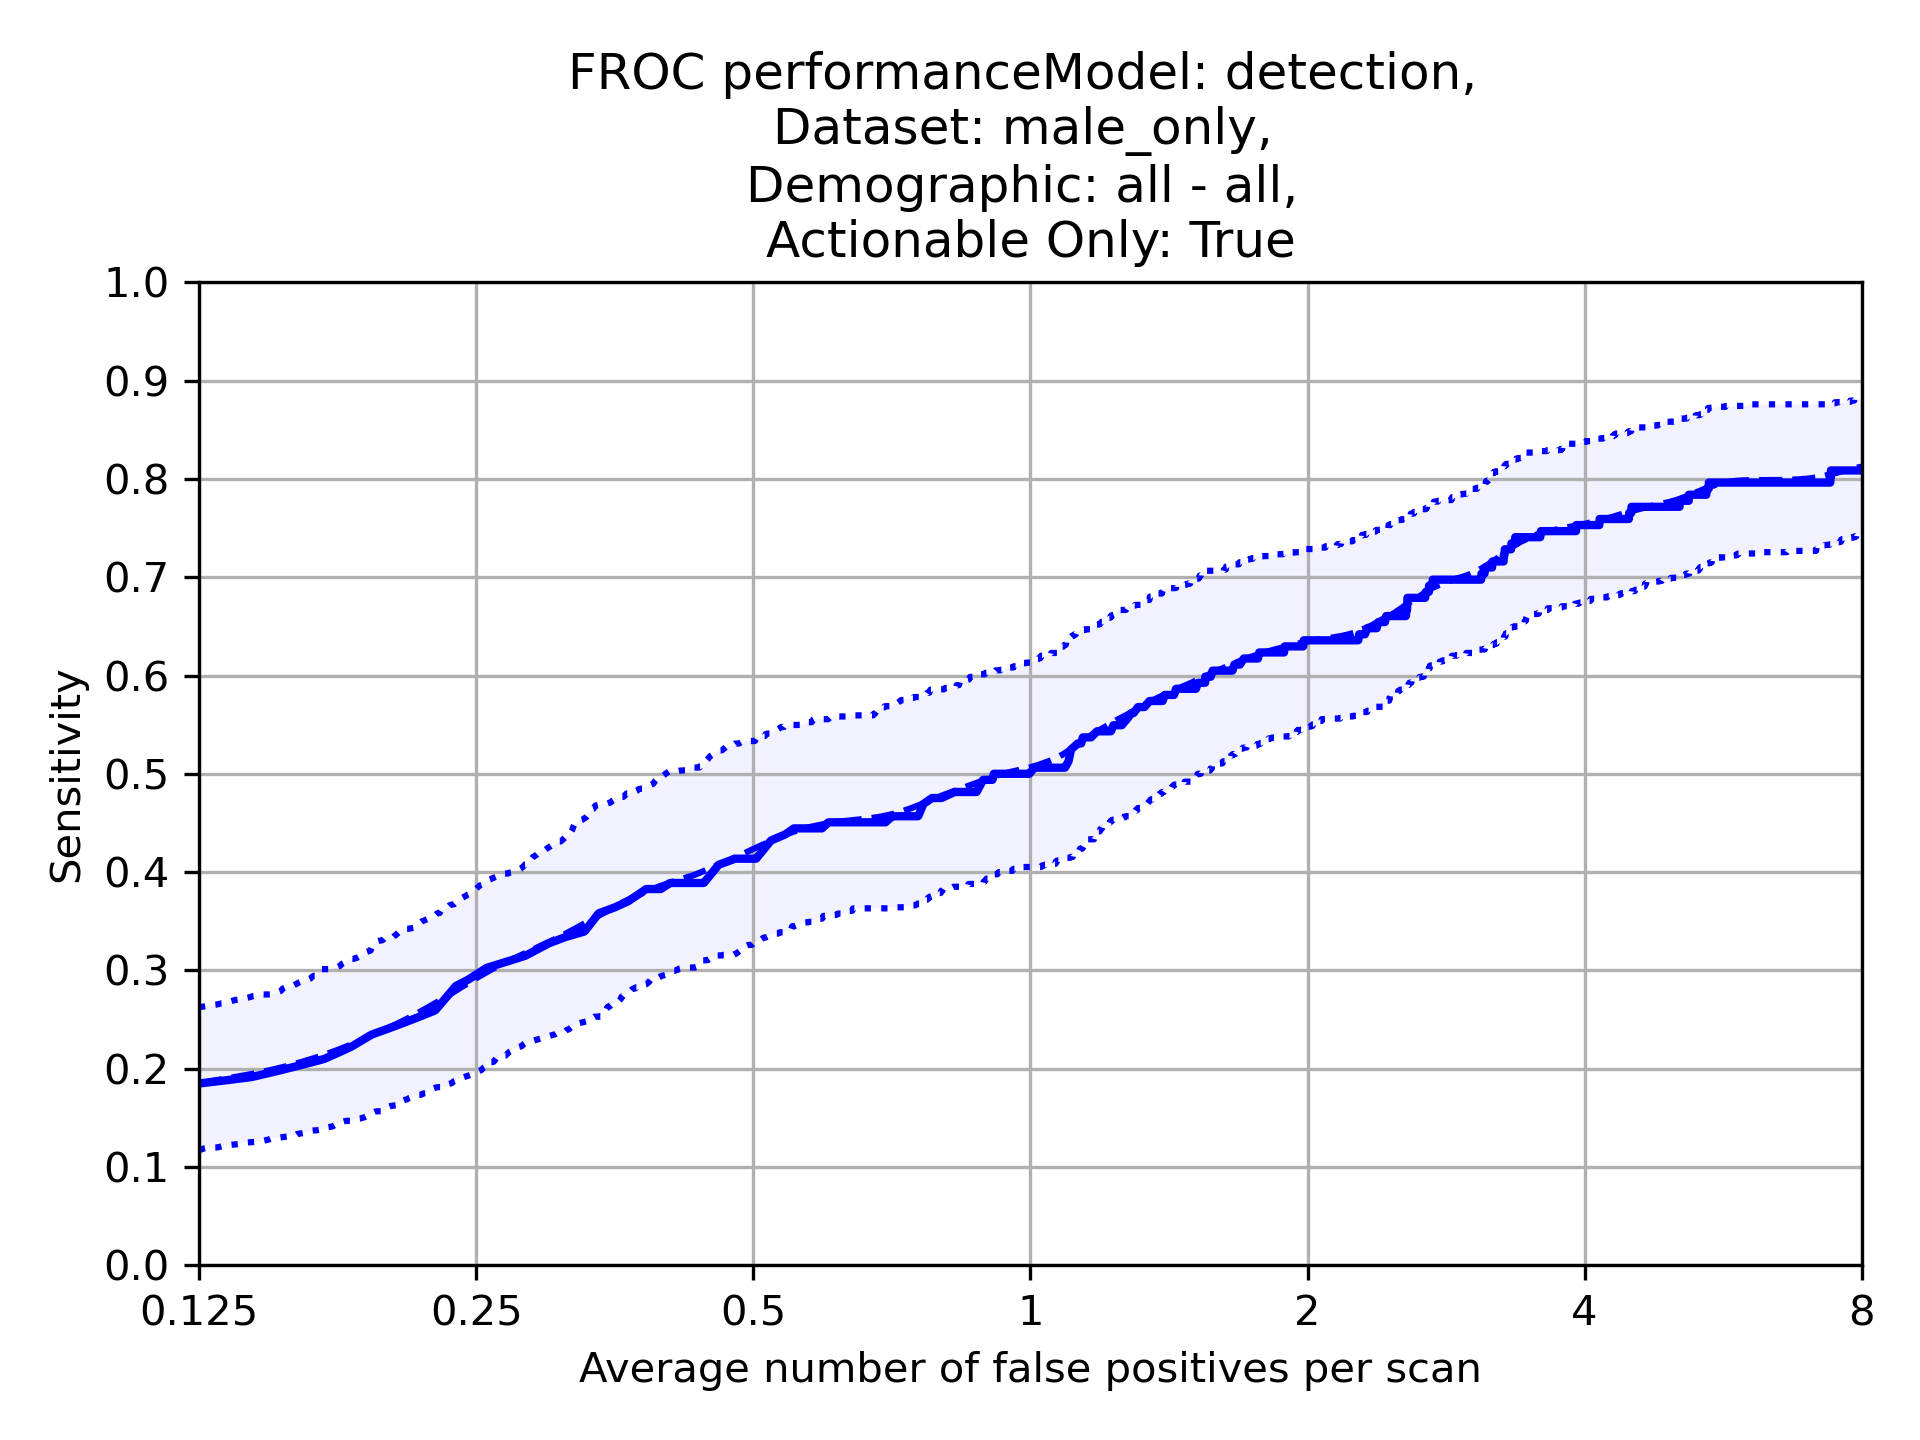 FROC performanceModel: detection,
Dataset: male_only,
Demographic: all - all,
Actionable Only: True
1.0
0.9
0.8
0.7
0.6
0.5
0.4
0.3
0.2
0.1
0.0
Sensitivity
0.125 0.25 0.5 1 2 4 8
Average number of false positives per scan